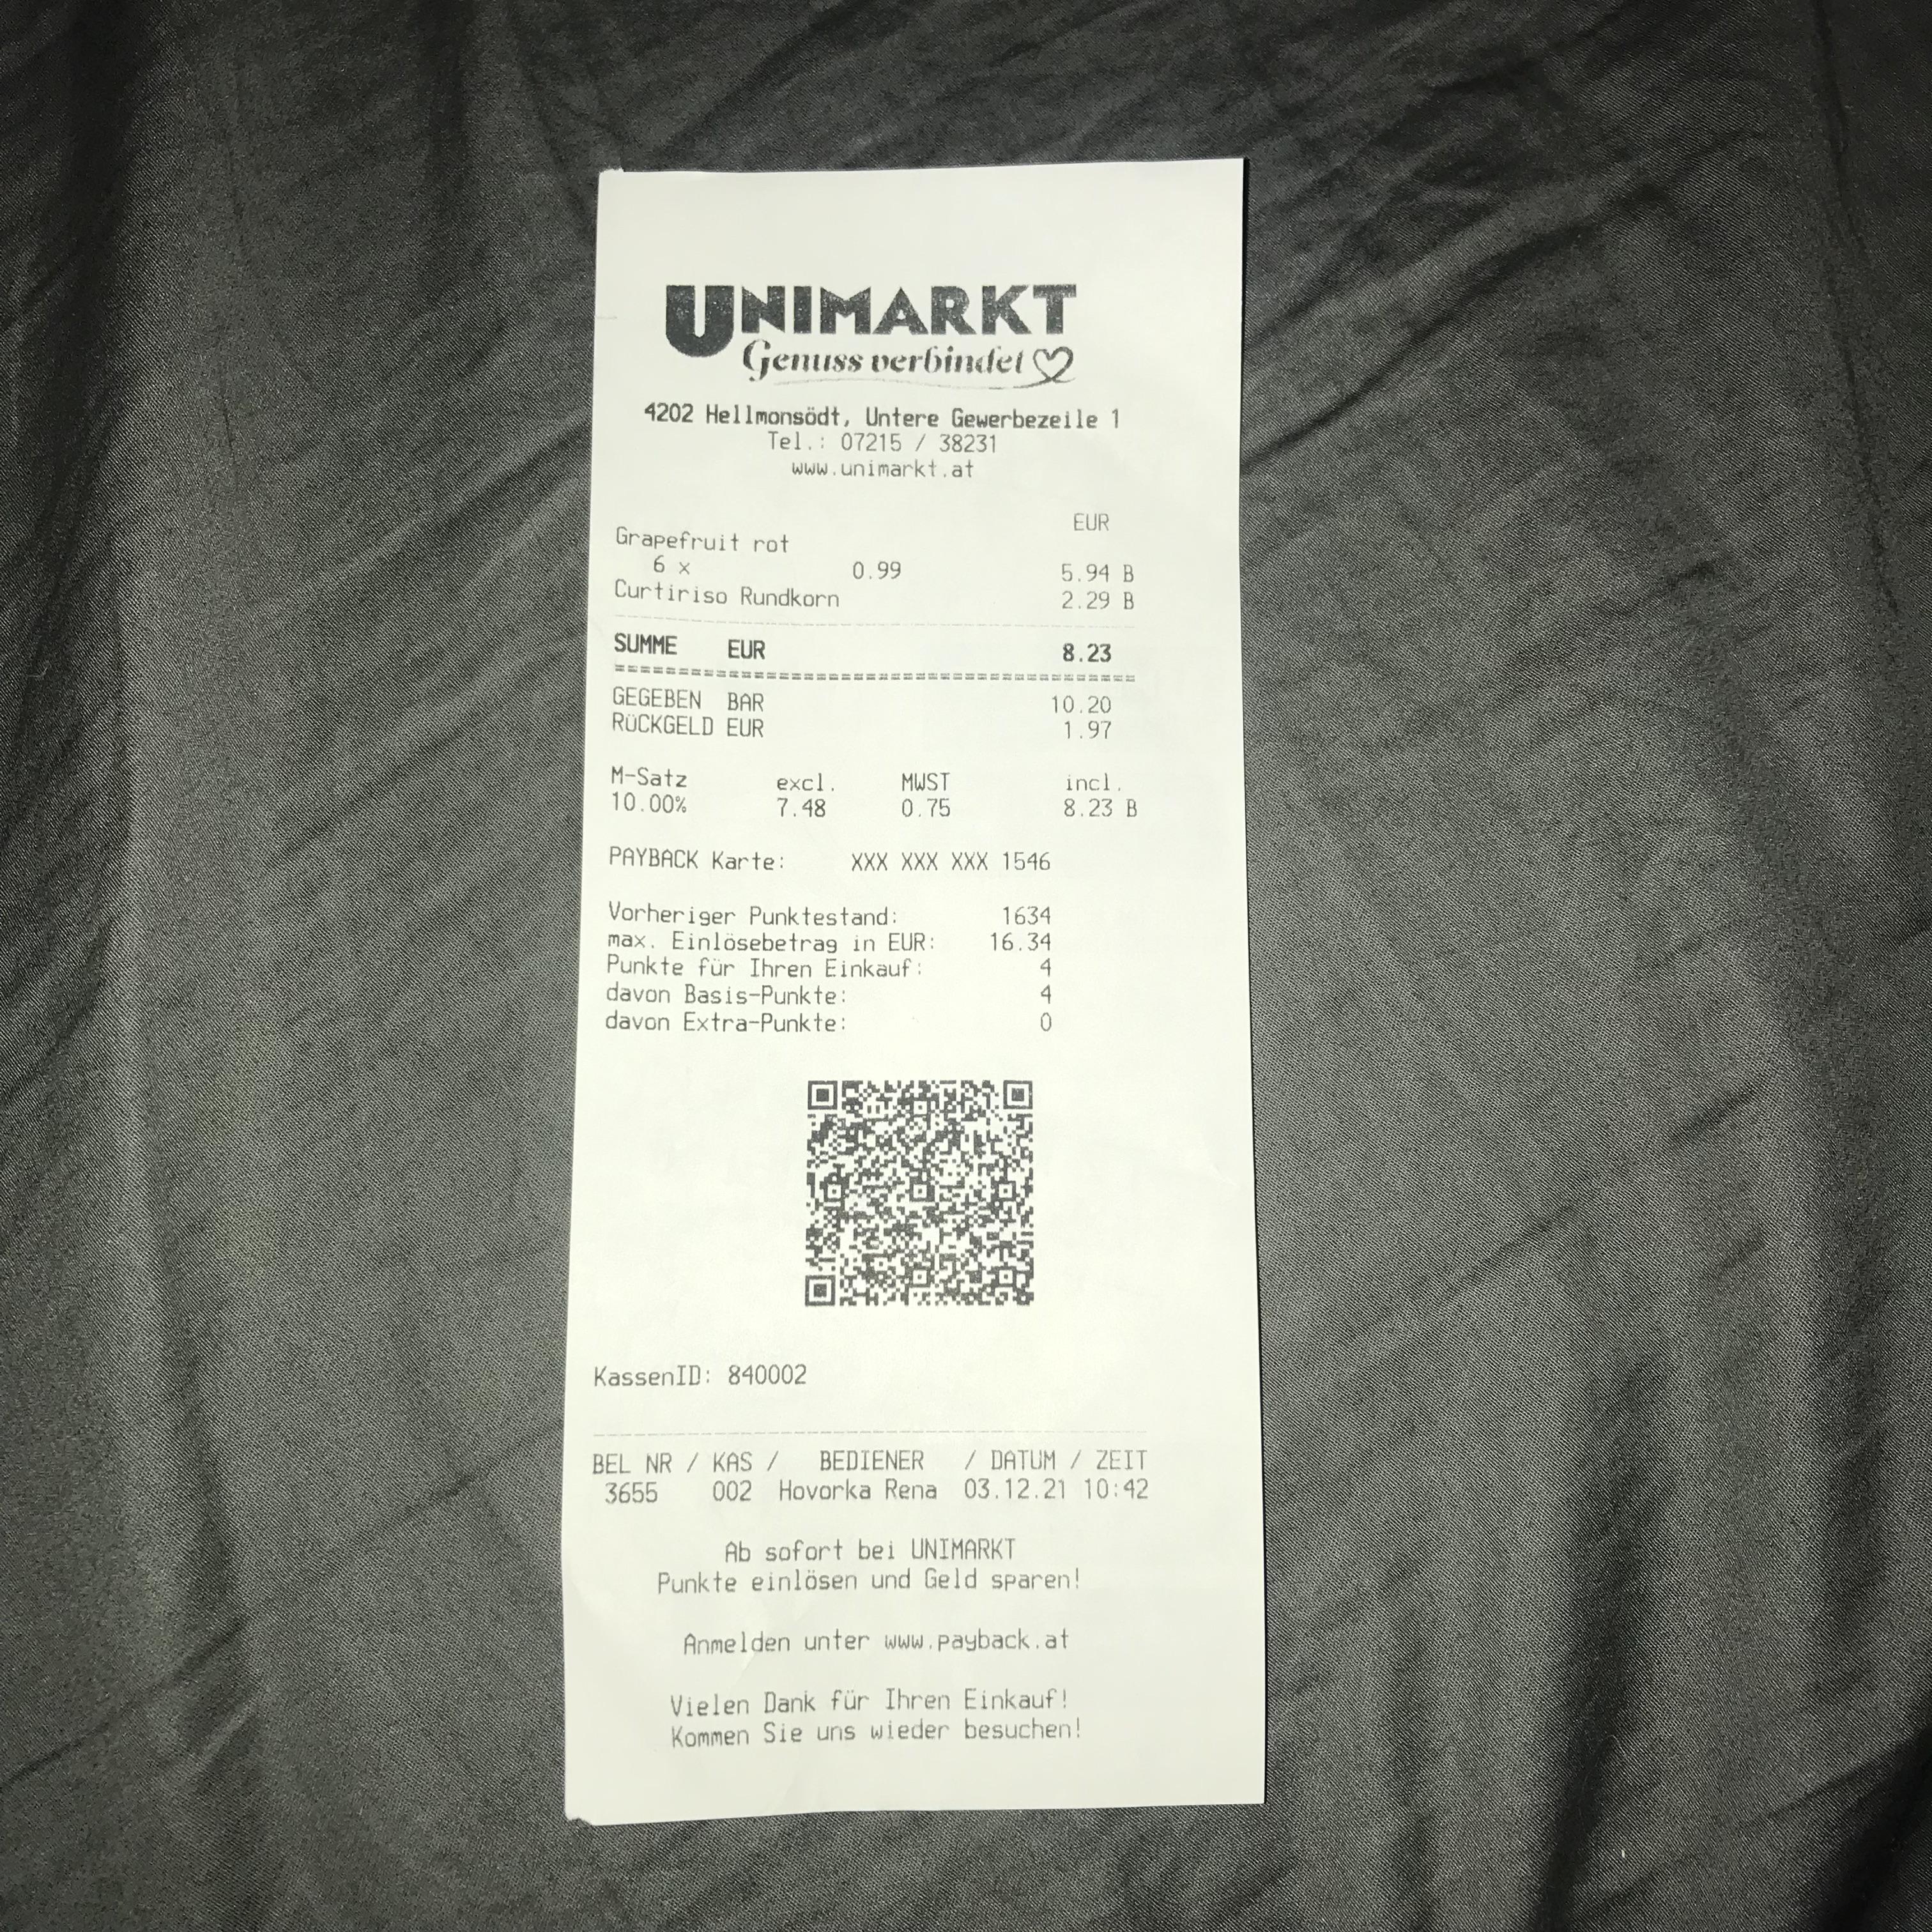 UNIMARKT
Genuss verbindet
4202 Hellmonsödt, Untere Gewerbezeile 1
Tel.: 07215 / 38231
www.unimarkt.at
EUR
Grapefruit rot
6 x 0.99 5.94 B
Curtiriso Rundkorn 2.29 B
SUMME EUR 8.23
GEGEBEN BAR 10.20
RÜCKGELD EUR 1.97
M-Satz excl. MWST incl.
10.00% 7.48 0.75 8.23 B
PAYBACK Karte: XXX XXX XXX 1546
Vorheriger Punktestand: 1634
max. Einlösebetrag in EUR: 16.34
Punkte für Ihren Einkauf: 4
davon Basis-Punkte: 4
davon Extra-Punkte: 0
KassenID: 840002
BEL NR / KAS / BEDIENER / DATUM / ZEIT
3655 002 Hovorka Rena 03.12.21 10:42
Ab sofort bei UNIMARKT
Punkte einlösen und Geld sparen!
Anmelden unter www.payback.at
Vielen Dank für Ihren Einkauf!
Kommen Sie uns wieder besuchen!